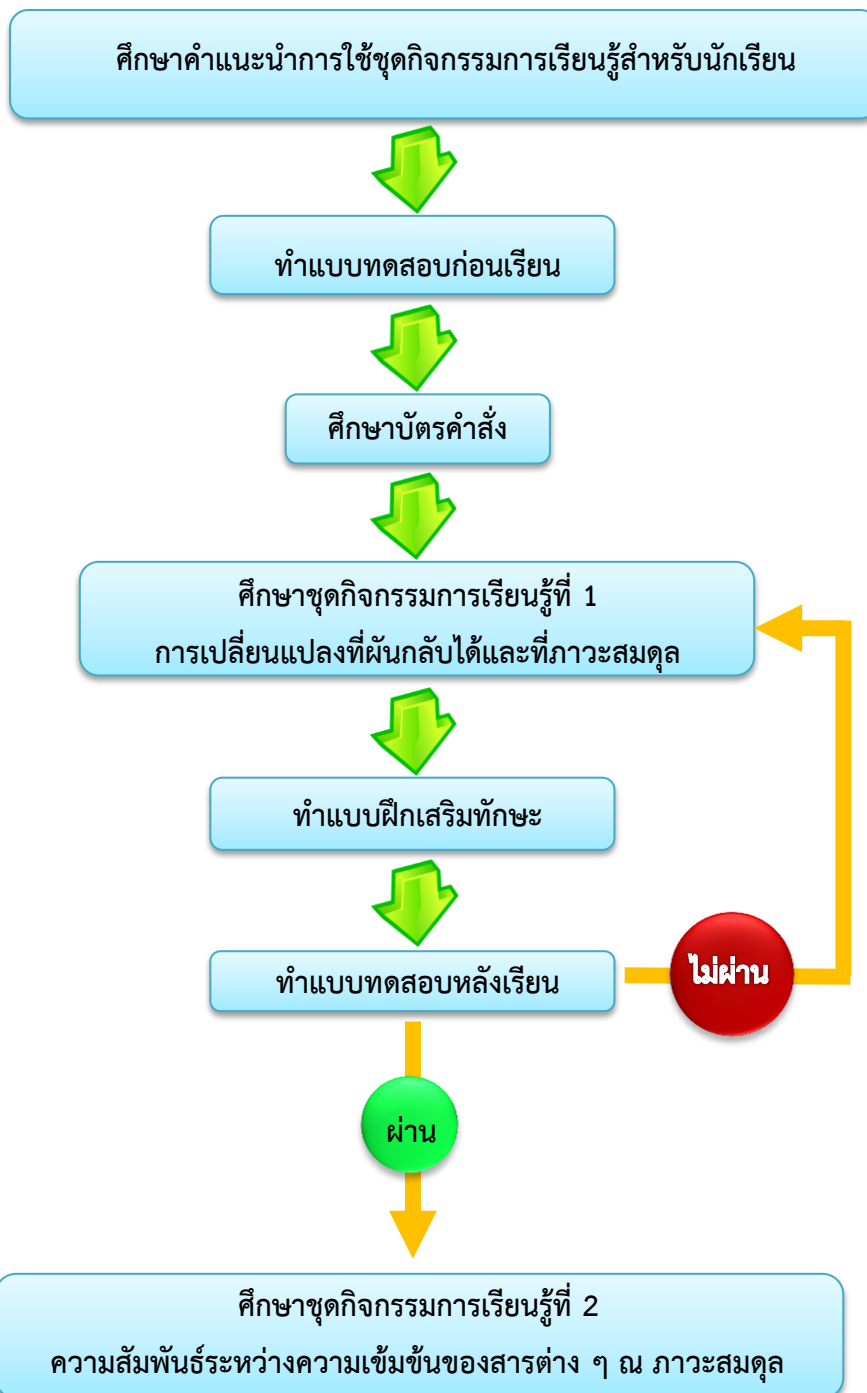 ศึกษาคำแนะนำการใช้ชุดกิจกรรมการเรียนรู้สำหรับนักเรียน
ทำแบบทดสอบก่อนเรียน
ศึกษาบัตรคำสั่ง
ศึกษาชุดกิจกรรมการเรียนรู้ที่ 1
การเปลี่ยนแปลงที่ผันกลับได้และที่ภาวะสมดุล
ทำแบบฝึกเสริมทักษะ
ทำแบบทดสอบหลังเรียน
ไม่ผ่าน
ผ่าน
ศึกษาชุดกิจกรรมการเรียนรู้ที่ 2
ความสัมพันธ์ระหว่างความเข้มข้นของสารต่าง ๆ ณ ภาวะสมดุล